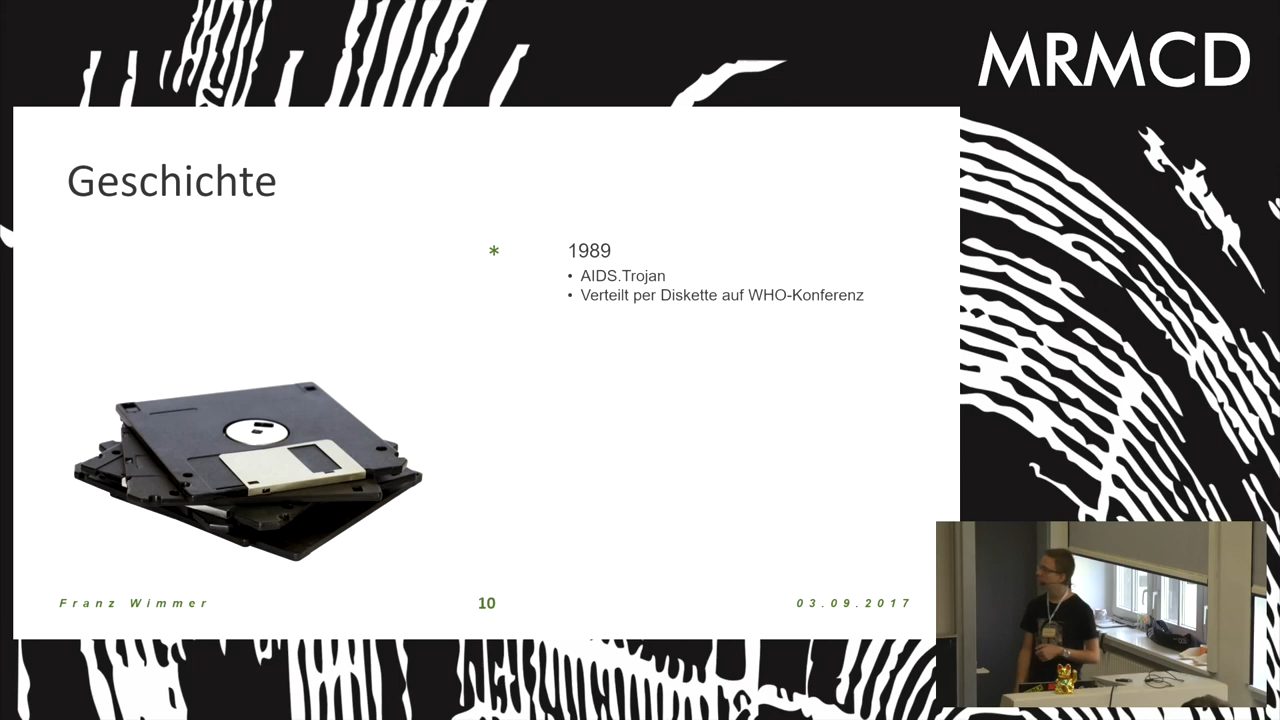 MRMCD
Geschichte
* 1989
• AIDS.Trojan
• Verteilt per Diskette auf WHO-Konferenz
Franz Wimmer
10
03.09.2017